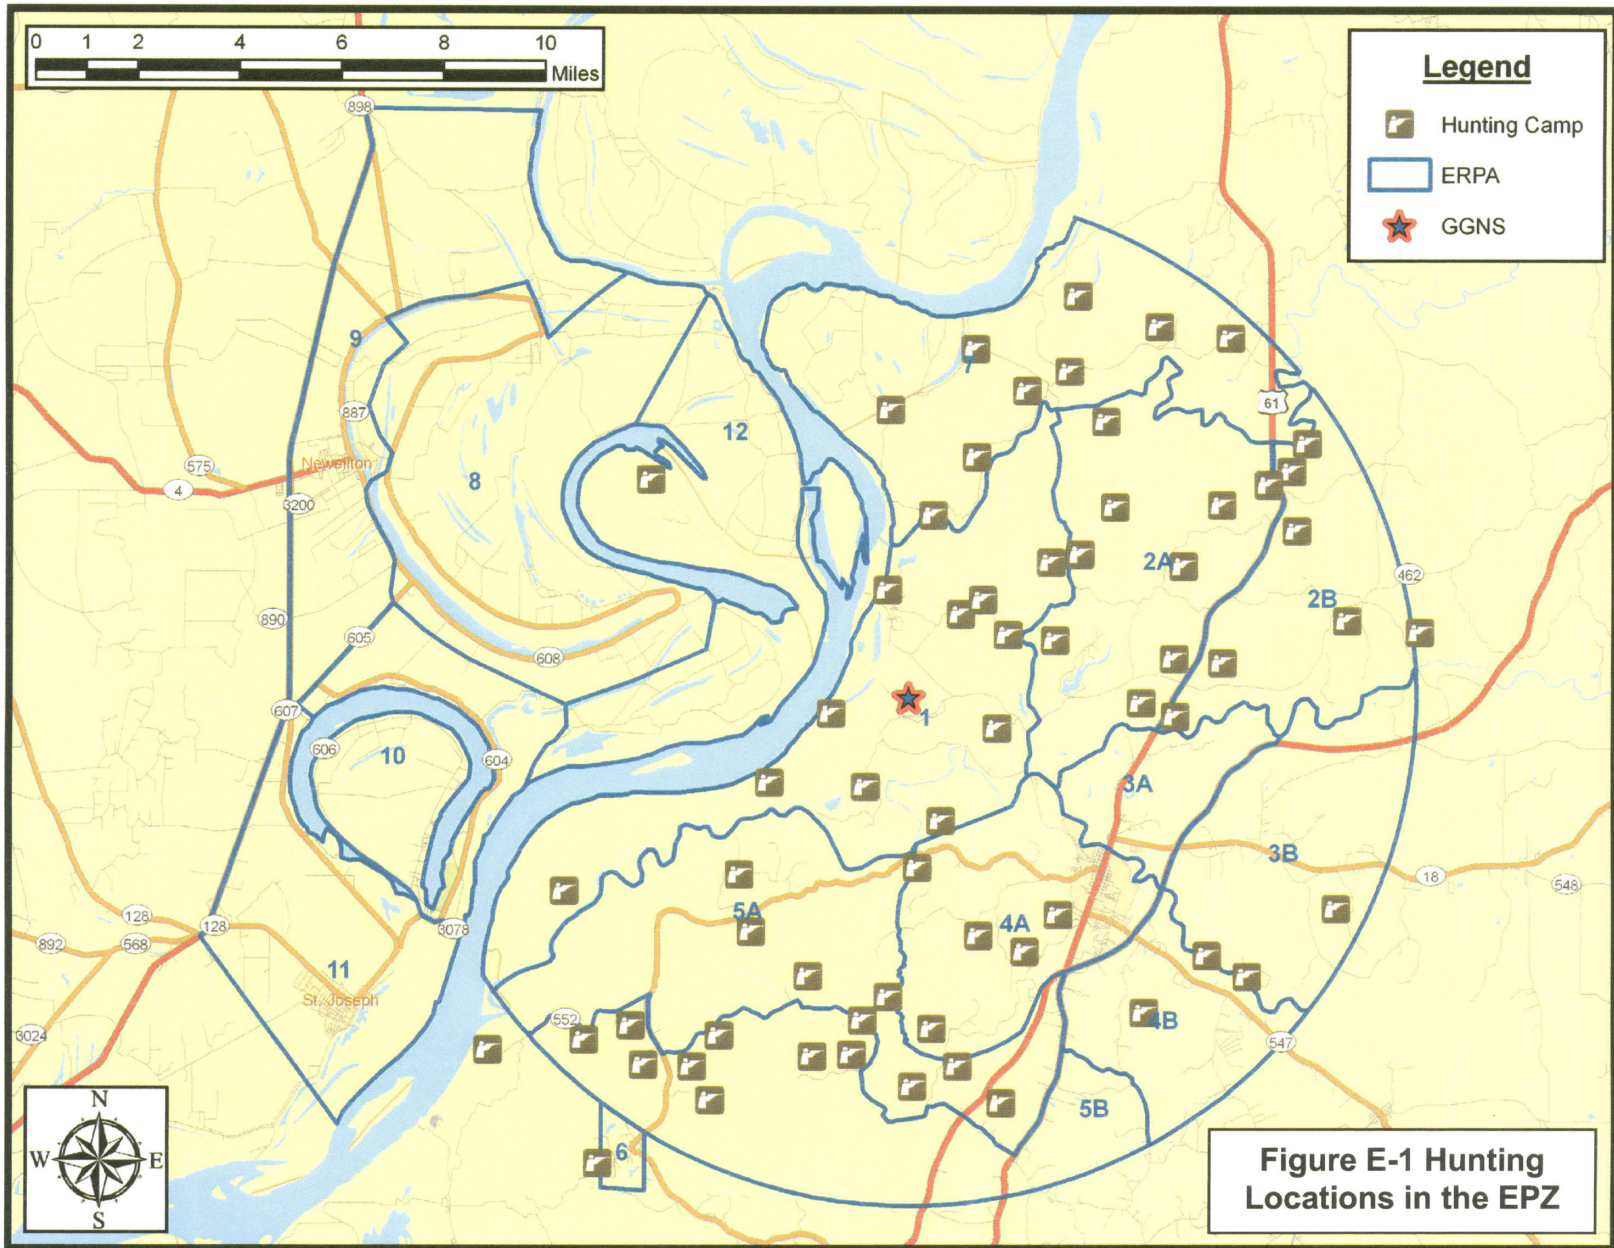 0 1 2 4 6 8 10
Miles
Legend
Hunting Camp
ERPA
GGNS
898
9
887
7
61
12
575
Newellton
4
8
3200
2A
462
890
2B
605
608
607
1
606
10
604
3A
3B
18
548
5A
4A
128
128
892
568
3078
11
St. Joseph
552
4B
3024
547
5B
6
N
W E
S
Figure E-1 Hunting
Locations in the EPZ